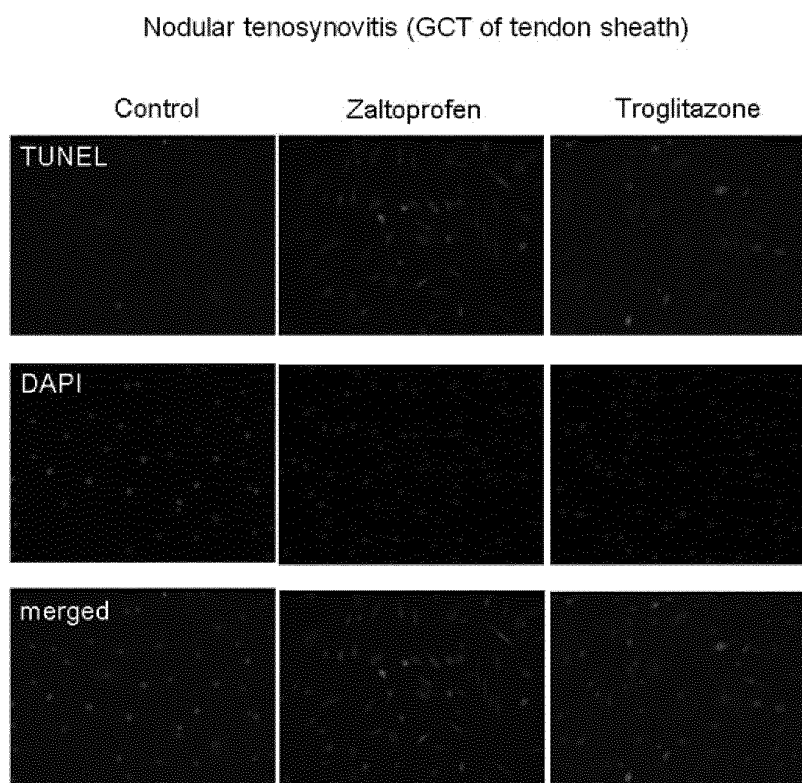 Nodular tenosynovitis (GCT of tendon sheath)
Control Zaltoprofen Troglitazone
TUNEL
DAPI
merged